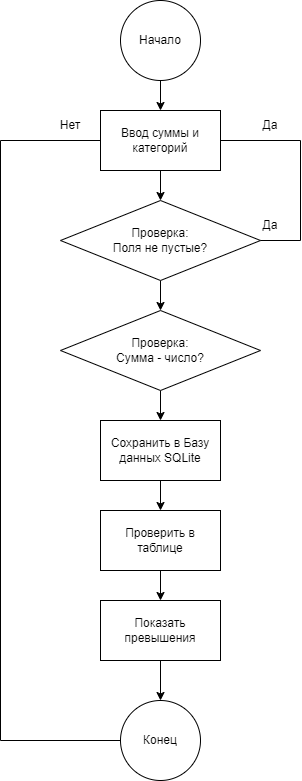 Начало
Нет
Да
Ввод суммы и
категорий
Проверка:
Поля не пустые?
Да
Проверка:
Сумма - число?
Сохранить в Базу
данных SQLite
Проверить в
таблице
Показать
превышения
Конец